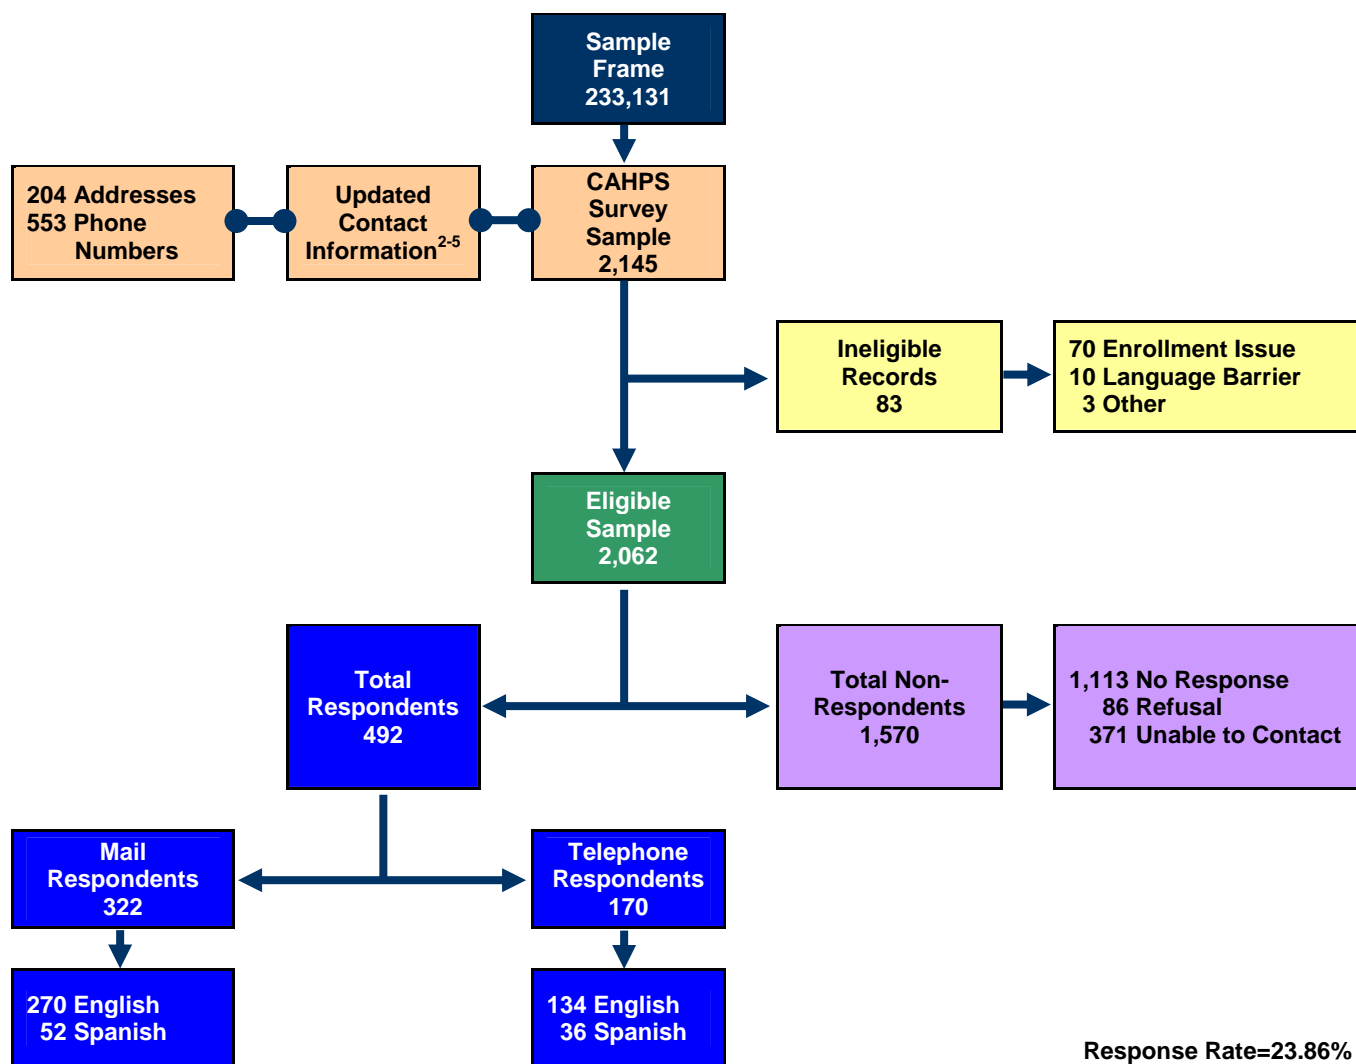 Sample
Frame
233,131
204 Addresses
553 Phone
Numbers
Updated
Contact
Information2-5
CAHPS
Survey
Sample
2,145
Ineligible
Records
83
70 Enrollment Issue
10 Language Barrier
3 Other
Eligible
Sample
2,062
Total
Respondents
492
Total Non-
Respondents
1,570
1,113 No Response
86 Refusal
371 Unable to Contact
Mail
Respondents
322
Telephone
Respondents
170
270 English
52 Spanish
134 English
36 Spanish
Response Rate=23.86%